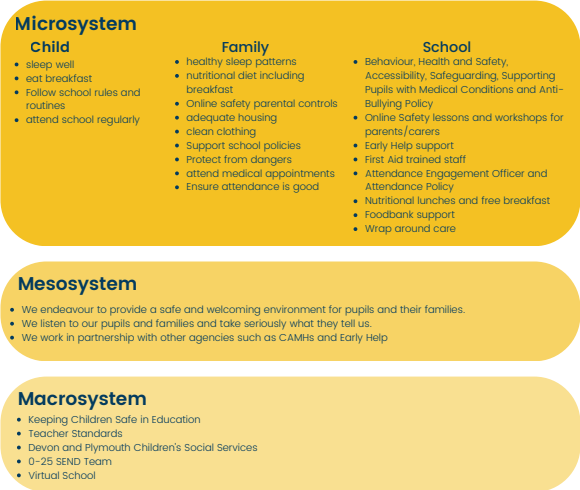 Microsystem
Child
sleep well
eat breakfast
Follow school rules and
routines
attend school regularly
Family
healthy sleep patterns
nutritional diet including
breakfast
Online safety parental controls
adequate housing
clean clothing
Support school policies
Protect from dangers
attend medical appointments
Ensure attendance is good
School
Behaviour, Health and Safety,
Accessibility, Safeguarding, Supporting
Pupils with Medical Conditions and Anti-
Bullying Policy
Online Safety lessons and workshops for
parents/carers
Early Help support
First Aid trained staff
Attendance Engagement Officer and
Attendance Policy
Nutritional lunches and free breakfast
Foodbank support
Wrap around care
Mesosystem
We endeavour to provide a safe and welcoming environment for pupils and their families.
We listen to our pupils and families and take seriously what they tell us.
We work in partnership with other agencies such as CAMHs and Early Help
Macrosystem
Keeping Children Safe in Education
Teacher Standards
Devon and Plymouth Children's Social Services
0-25 SEND Team
Virtual School